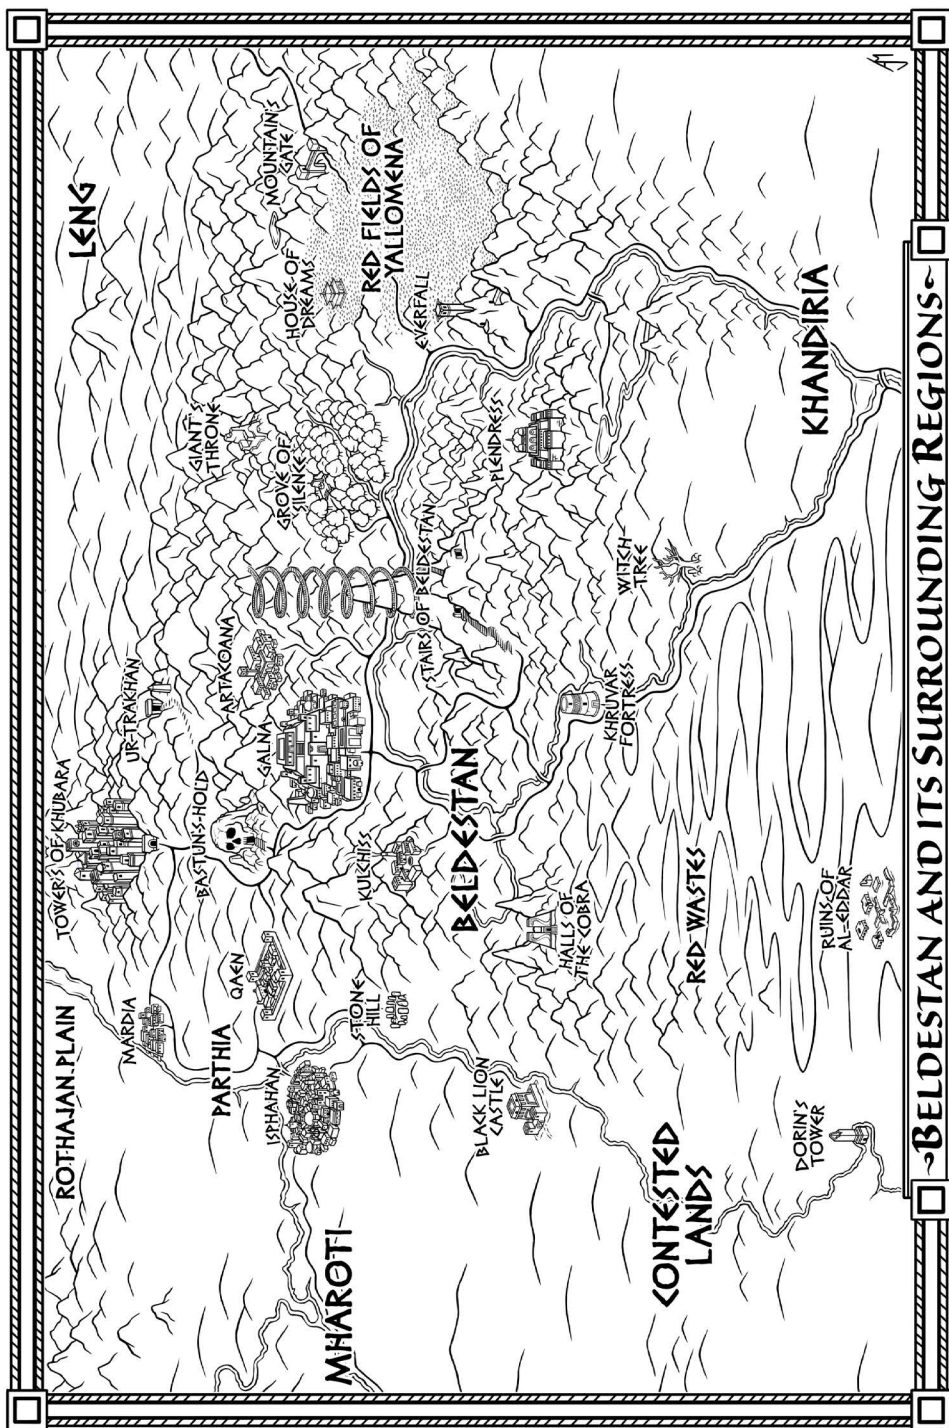 ROTHAJAN PLAIN
TOWERS OF KHUBARA
LENG
MARDIA
UR-TRAKHAN
BASTUN'S HOLD
PARTHIA
QAEN
ARTACOANA
GIANT'S
THRONE
MOUNTAIN'S
GATE
ISPHAHAN
GALNA
GROVE OF
SILENCE
HOUSE OF
DREAMS
MHAROTI
STONE
HILL
KULCHISS
RED FIELDS OF
YALLOMENA
STAIRS OF BELDESTAN
EVERFALL
BELDESTAN
BLACK LION
CASTLE
PLENDRESS
HALLS OF
THE COBRA
KHRUVAR
FORTRESS
WITCH
TREE
CONTESTED
LANDS
RED WASTES
DORIN'S
TOWER
RUINS OF
AL-EDDAR
KHANDIRIA
~BELDESTAN AND ITS SURROUNDING REGIONS~